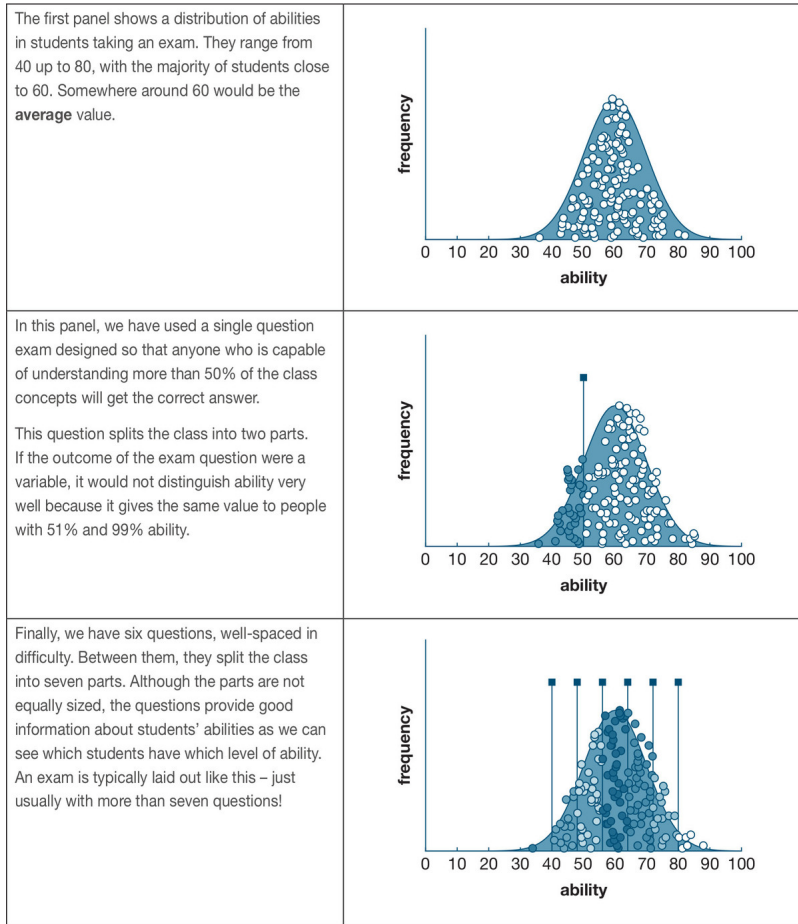 The first panel shows a distribution of abilities
in students taking an exam. They range from
40 up to 80, with the majority of students close
to 60. Somewhere around 60 would be the
average value.
frequency
0 10 20 30 40 50 60 70 80 90 100
ability
In this panel, we have used a single question
exam designed so that anyone who is capable
of understanding more than 50% of the class
concepts will get the correct answer.
This question splits the class into two parts.
If the outcome of the exam question were a
variable, it would not distinguish ability very
well because it gives the same value to people
with 51% and 99% ability.
frequency
0 10 20 30 40 50 60 70 80 90 100
ability
Finally, we have six questions, well-spaced in
difficulty. Between them, they split the class
into seven parts. Although the parts are not
equally sized, the questions provide good
information about students’ abilities as we can
see which students have which level of ability.
An exam is typically laid out like this – just
usually with more than seven questions!
frequency
0 10 20 30 40 50 60 70 80 90 100
ability